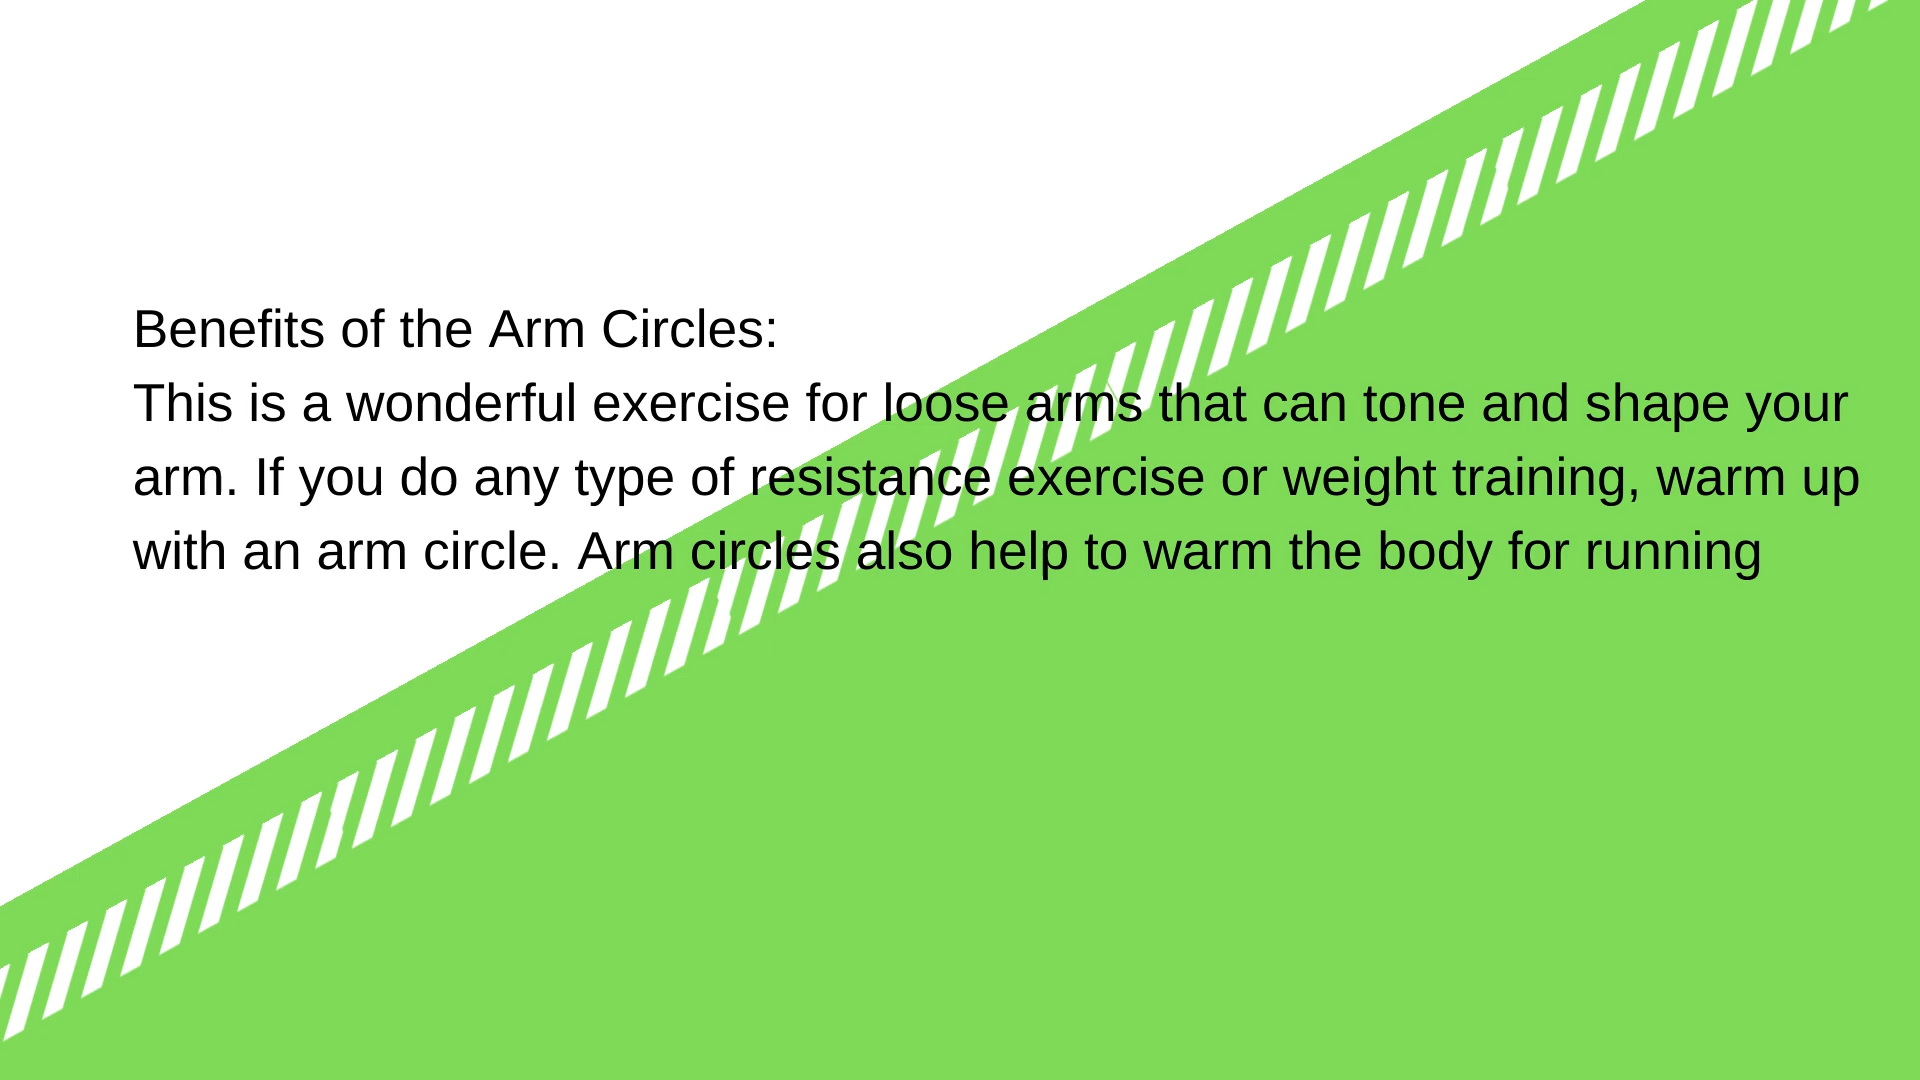 Benefits of the Arm Circles:
This is a wonderful exercise for loose arms that can tone and shape your
arm. If you do any type of resistance exercise or weight training, warm up
with an arm circle. Arm circles also help to warm the body for running